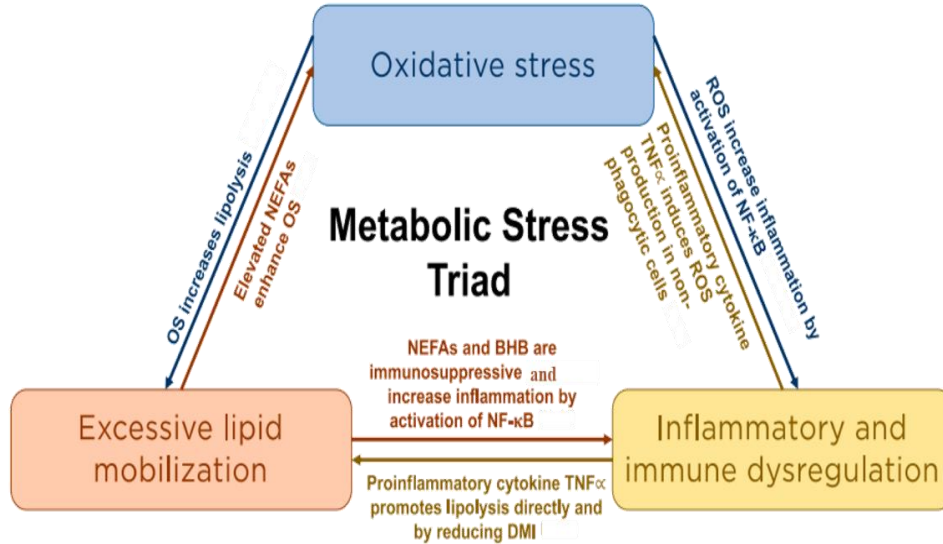 Oxidative stress
OS increases lipolysis
Elevated NEFAs
enhance OS
Proinflammatory cytokine
TNF∝ induces ROS
production in non-
phagocytic cells
ROS increase inflammation by
activation of NF-κB
Metabolic Stress
Triad
NEFAs and BHB are
immunosuppressive and
increase inflammation by
activation of NF-κB
Excessive lipid
mobilization
Inflammatory and
immune dysregulation
Proinflammatory cytokine TNF∝
promotes lipolysis directly and
by reducing DMI